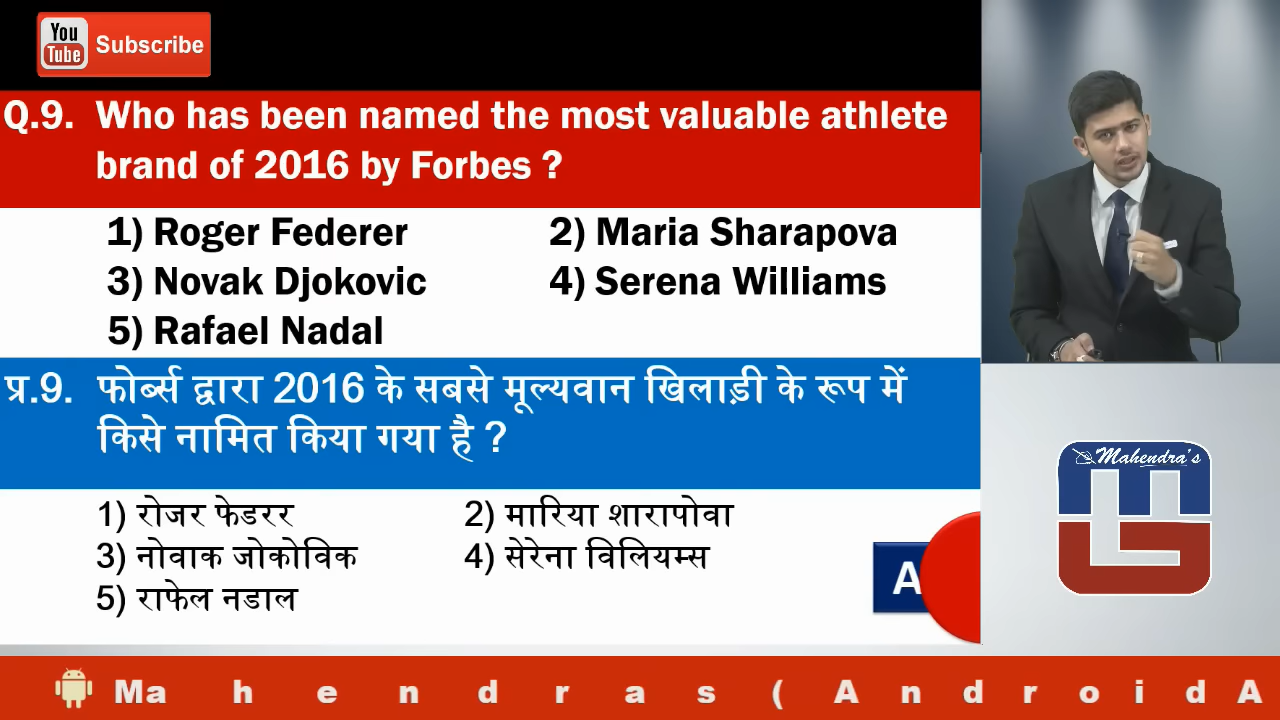 You
Tube
Subscribe
Q.9. Who has been named the most valuable athlete
brand of 2016 by Forbes ?
1) Roger Federer 2) Maria Sharapova
3) Novak Djokovic 4) Serena Williams
5) Rafael Nadal
प्र.9. फोर्ब्स द्वारा 2016 के सबसे मूल्यवान खिलाड़ी के रूप में
किसे नामित किया गया है ?
1) रोजर फेडरर 2) मारिया शारापोवा
3) नोवाक जोकोविक 4) सेरेना विलियम्स
5) राफेल नडाल
A
Mahendra's
Mahendras(AndroidA